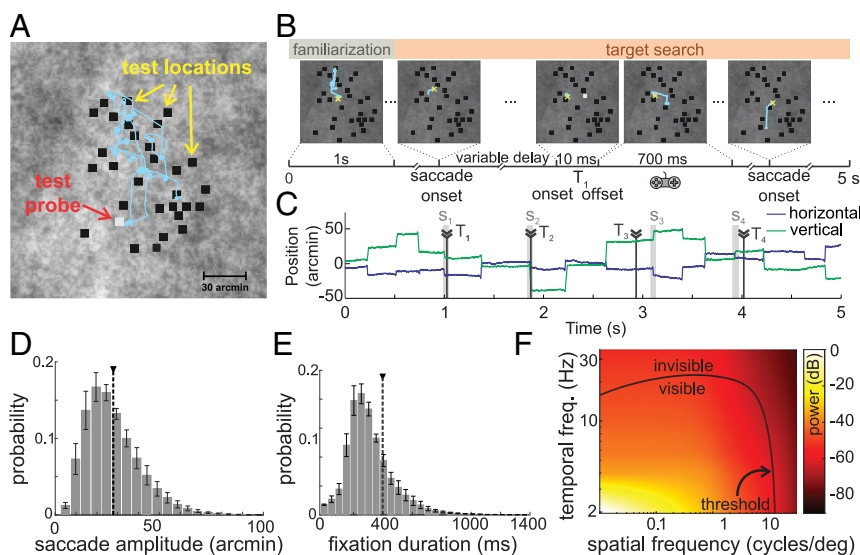 A
test locations
test
probe
30 arcmin
B
familiarization
target search
... ... ... ...
1s
variable delay
10 ms
700 ms
0
5 s
saccade
onset
T1
onset offset
saccade
onset
C
S1
T1
S2
T2
T3
S3
S4
T4
horizontal
vertical
Position
(arcmin)
50
0
-50
0 1 2 3 4 5
Time (s)
D
probability
0.2
0.1
0
50
100
saccade amplitude (arcmin)
E
probability
0.2
0.1
0
0 400 1000 1400
fixation duration (ms)
F
temporal freq. (Hz)
30
10
2
invisible
visible
threshold
0.1 1 10
spatial frequency (cycles/deg)
power (dB)
0
-20
-40
-60
-80